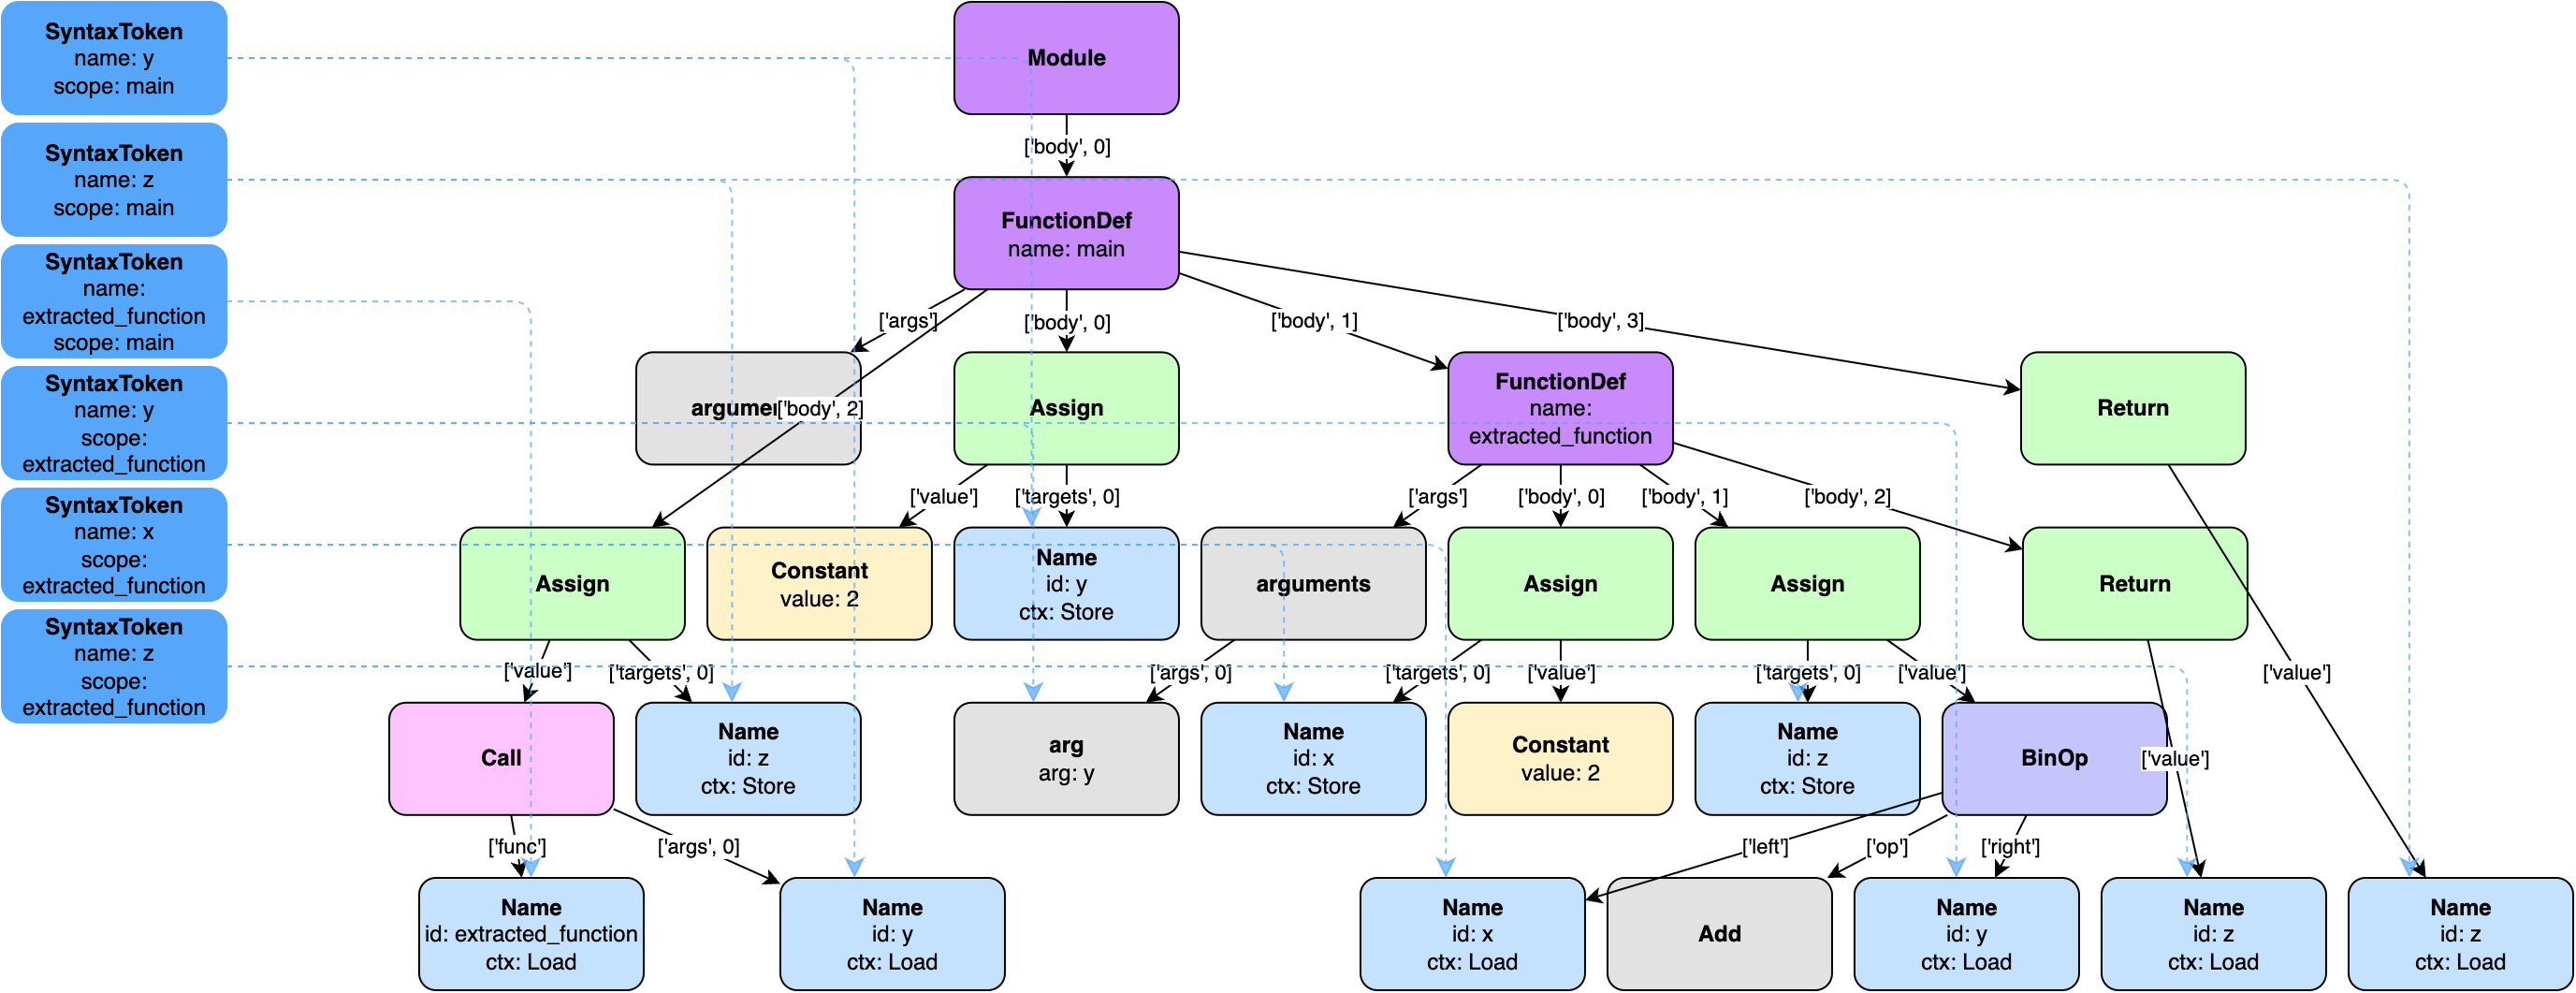 SyntaxToken
name: y
scope: main
SyntaxToken
name: z
scope: main
SyntaxToken
name:
extracted_function
scope: main
SyntaxToken
name: y
scope:
extracted_function
SyntaxToken
name: x
scope:
extracted_function
SyntaxToken
name: z
scope:
extracted_function
Module
['body', 0]
FunctionDef
name: main
['args']
['body', 0]
['body', 1]
['body', 3]
['body', 2]
Assign
FunctionDef
name:
extracted_function
Return
['value']
['targets', 0]
['args']
['body', 0]
['body', 1]
['body', 2]
Assign
Constant
value: 2
Name
id: y
ctx: Store
arguments
Assign
Assign
Return
['value']
['targets', 0]
['args', 0]
['targets', 0]
['value']
['targets', 0]
['value']
['value']
Call
Name
id: z
ctx: Store
arg
arg: y
Name
id: x
ctx: Store
Constant
value: 2
Name
id: z
ctx: Store
BinOp
['value']
['func']
['args', 0]
['left']
['op']
['right']
Name
id: extracted_function
ctx: Load
Name
id: y
ctx: Load
Name
id: x
ctx: Load
Add
Name
id: y
ctx: Load
Name
id: z
ctx: Load
Name
id: z
ctx: Load